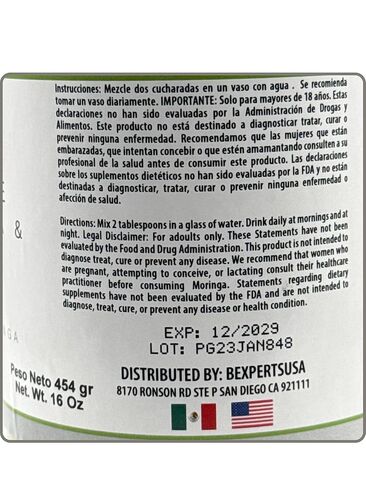 Instrucciones: Mezcle dos cucharadas en un vaso con agua . Se recomienda
tomar un vaso diariamente. IMPORTANTE: Solo para mayores de 18 años. Estas
declaraciones no han sido evaluadas por la Administración de Drogas y
Alimentos. Este producto no está destinado a diagnosticar, tratar, curar o
prevenir ninguna enfermedad. Recomendamos que las mujeres que están
embarazadas, que intentan concebir o que estén amamantando consulten a su
profesional de la salud antes de consumir este producto. Las declaraciones
sobre los suplementos dietéticos no han sido evaluados por la FDA y no están
destinadas a diagnosticar, tratar, curar o prevenir ninguna enfermedad o
afección de salud.
Directions: Mix 2 tablespoons in a glass of water. Drink daily at mornings and at
night. Legal Disclaimer: For adoults only. These Statements have not been
evaluated by the Food and Drug Administration. This product is not intended to
diagnose treat, cure or prevent any disease. We recommend that women who
are pregnant, attempting to conceive, or lactating consult their healthcare
practitioner before consuming Moringa. Statements regarding dietary
supplements have not been evaluated by the FDA and are not intended to
diagnose, treat, cure, or prevent any disease or health condition.
E
&
NGA
EXP: 12/2029
LOT: PG23JAN848
Peso Neto 454 gr
Net. Wt. 16 Oz
DISTRIBUTED BY: BEXPERTSUSA
8170 RONSON RD STE P SAN DIEGO CA 921111